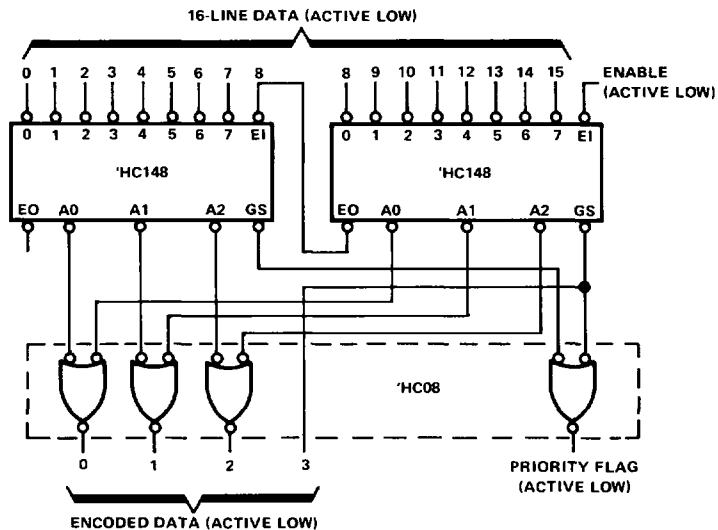 16-LINE DATA (ACTIVE LOW)
0 1 2 3 4 5 6 7 8 8 9 10 11 12 13 14 15 ENABLE
(ACTIVE LOW)
0 1 2 3 4 5 6 7 EI 0 1 2 3 4 5 6 7 EI
'HC148 'HC148
EO A0 A1 A2 GS EO A0 A1 A2 GS
'HC08
0 1 2 3 PRIORITY FLAG
(ACTIVE LOW)
ENCODED DATA (ACTIVE LOW)